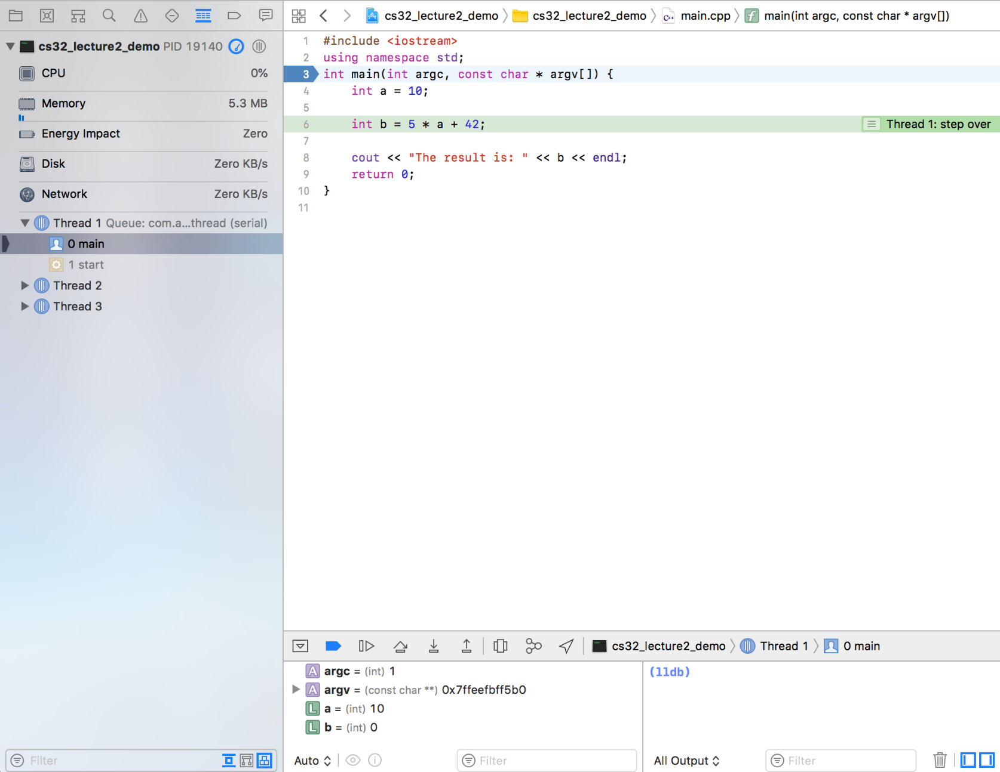 cs32_lecture2_demo PID 19140
CPU 0%
Memory 5.3 MB
Energy Impact Zero
Disk Zero KB/s
Network Zero KB/s
Thread 1 Queue: com.a...thread (serial)
0 main
1 start
Thread 2
Thread 3
Filter
cs32_lecture2_demo cs32_lecture2_demo main.cpp main(int argc, const char * argv[])
1 #include <iostream>
2 using namespace std;
3 int main(int argc, const char * argv[]) {
4 int a = 10;
5
6 int b = 5 * a + 42; Thread 1: step over
7
8 cout << "The result is: " << b << endl;
9 return 0;
10 }
11
cs32_lecture2_demo Thread 1 0 main
A argc = (int) 1
A argv = (const char **) 0x7ffeefbff5b0
L a = (int) 10
L b = (int) 0
Auto Filter
(lldb)
All Output Filter